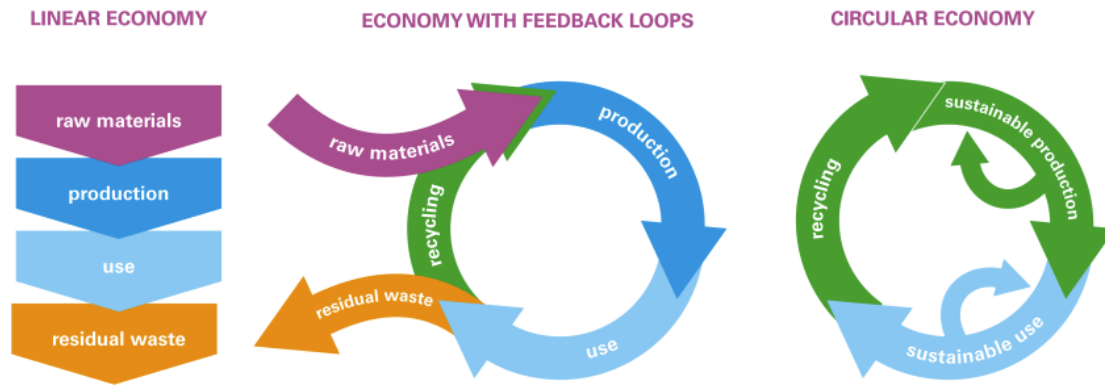 LINEAR ECONOMY
raw materials
production
use
residual waste
ECONOMY WITH FEEDBACK LOOPS
raw materials
production
recycling
residual waste
use
CIRCULAR ECONOMY
sustainable production
recycling
sustainable use